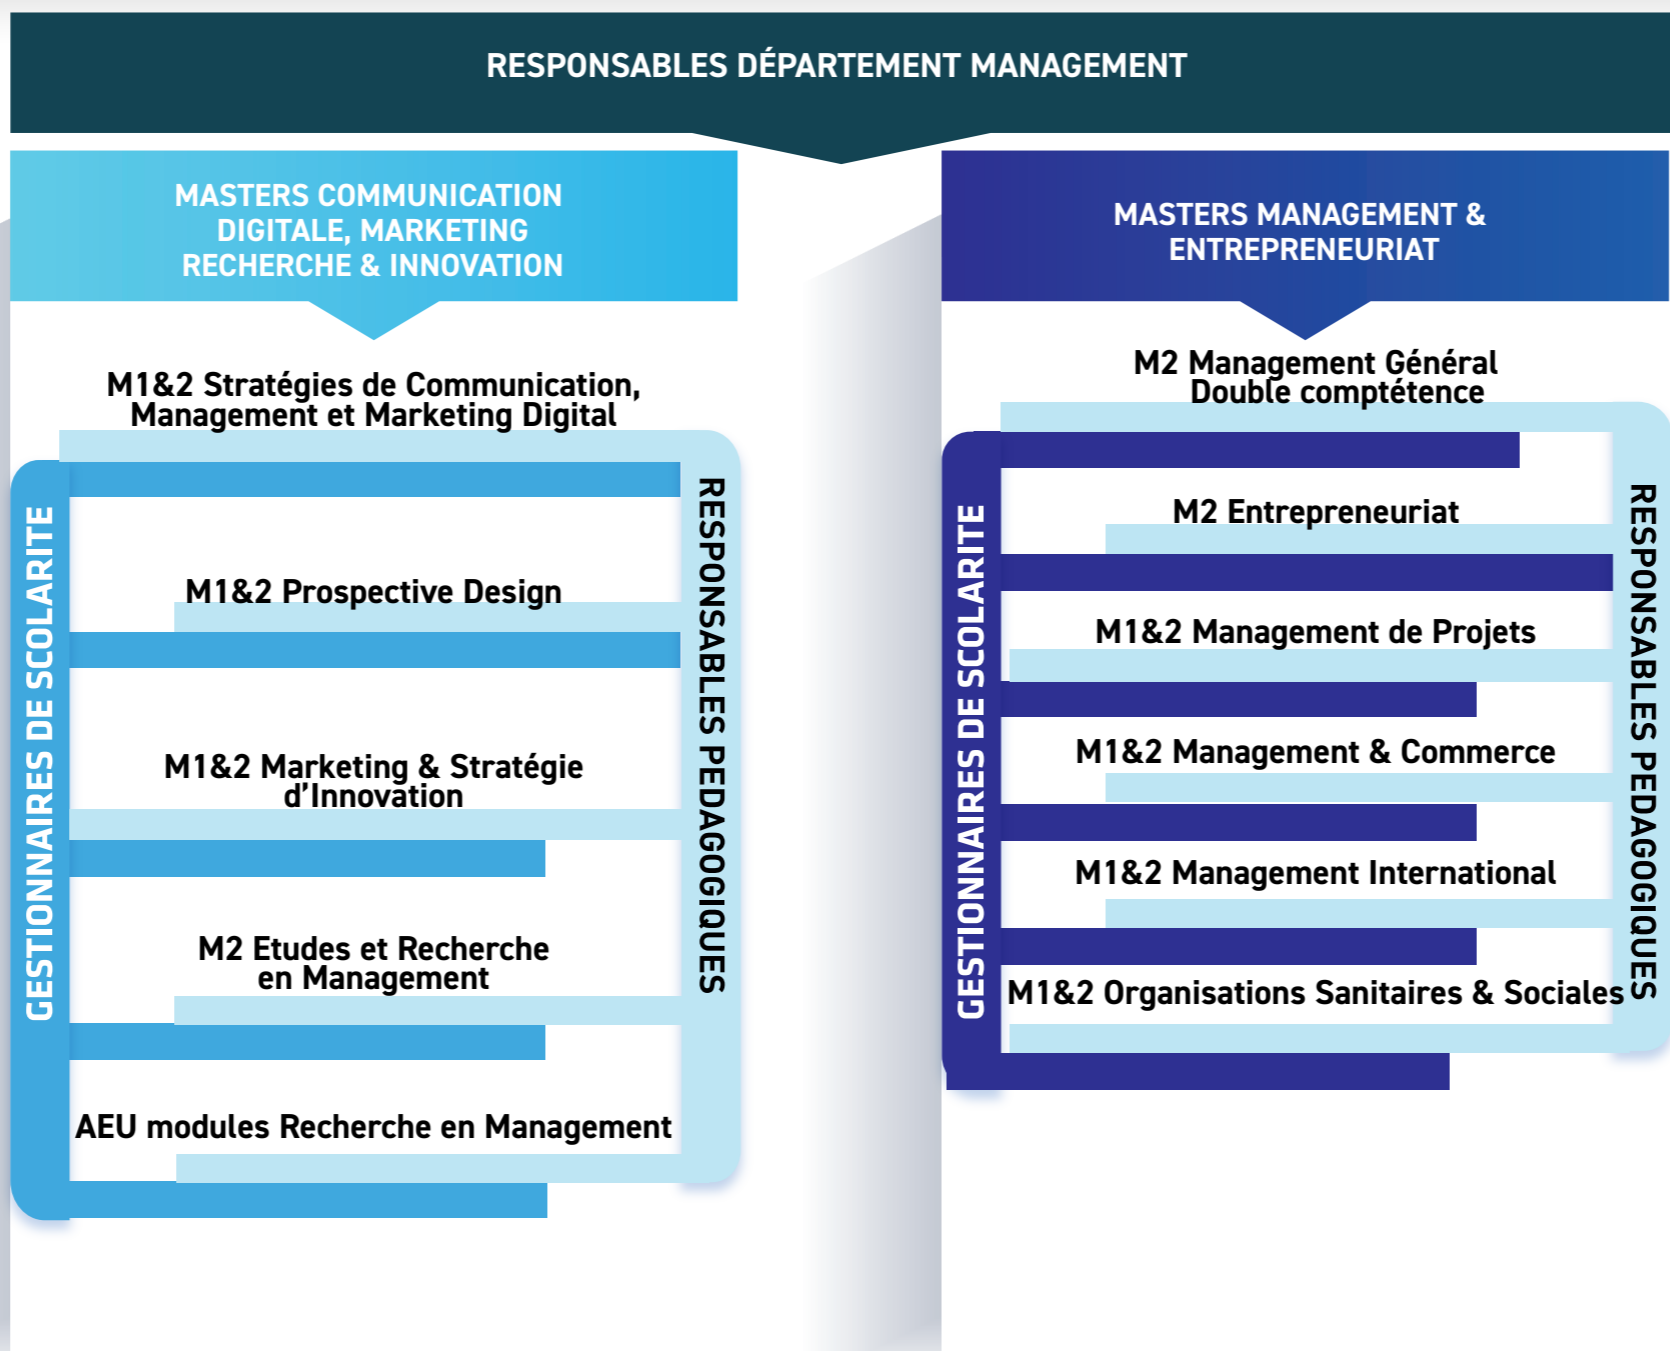 RESPONSABLES DÉPARTEMENT MANAGEMENT
MASTERS COMMUNICATION
DIGITALE, MARKETING
RECHERCHE & INNOVATION
M1&2 Stratégies de Communication,
Management et Marketing Digital
M1&2 Prospective Design
M1&2 Marketing & Stratégie
d’Innovation
M2 Etudes et Recherche
en Management
AEU modules Recherche en Management
GESTIONNAIRES DE SCOLARITE
RESPONSABLES PEDAGOGIQUES
MASTERS MANAGEMENT &
ENTREPRENEURIAT
M2 Management Général
Double comptétence
M2 Entrepreneuriat
M1&2 Management de Projets
M1&2 Management & Commerce
M1&2 Management International
M1&2 Organisations Sanitaires & Sociales
GESTIONNAIRES DE SCOLARITE
RESPONSABLES PEDAGOGIQUES